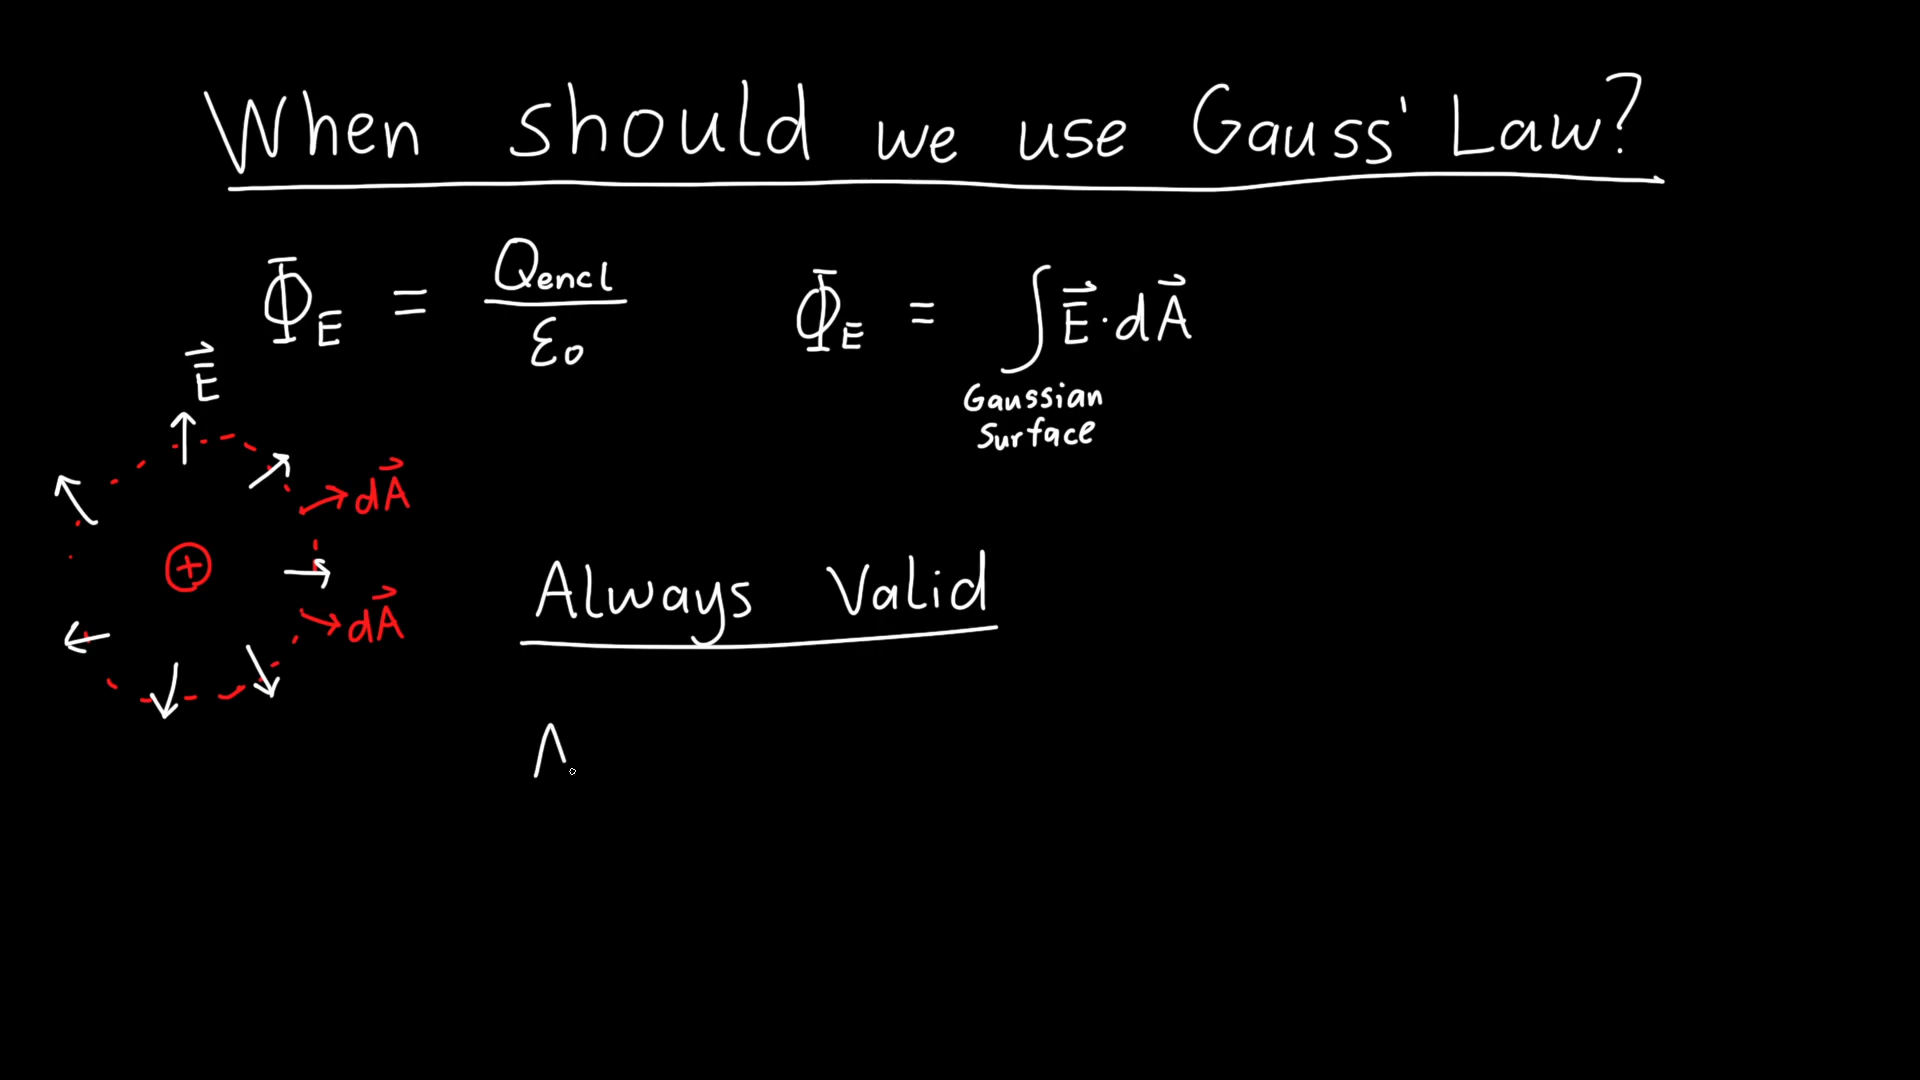 When should we use Gauss' Law?
Φ_E = Q_encl / ε₀
Φ_E = ∫ E⃗ · dA⃗
Gaussian
Surface
E⃗
dA⃗
+
dA⃗
Always Valid